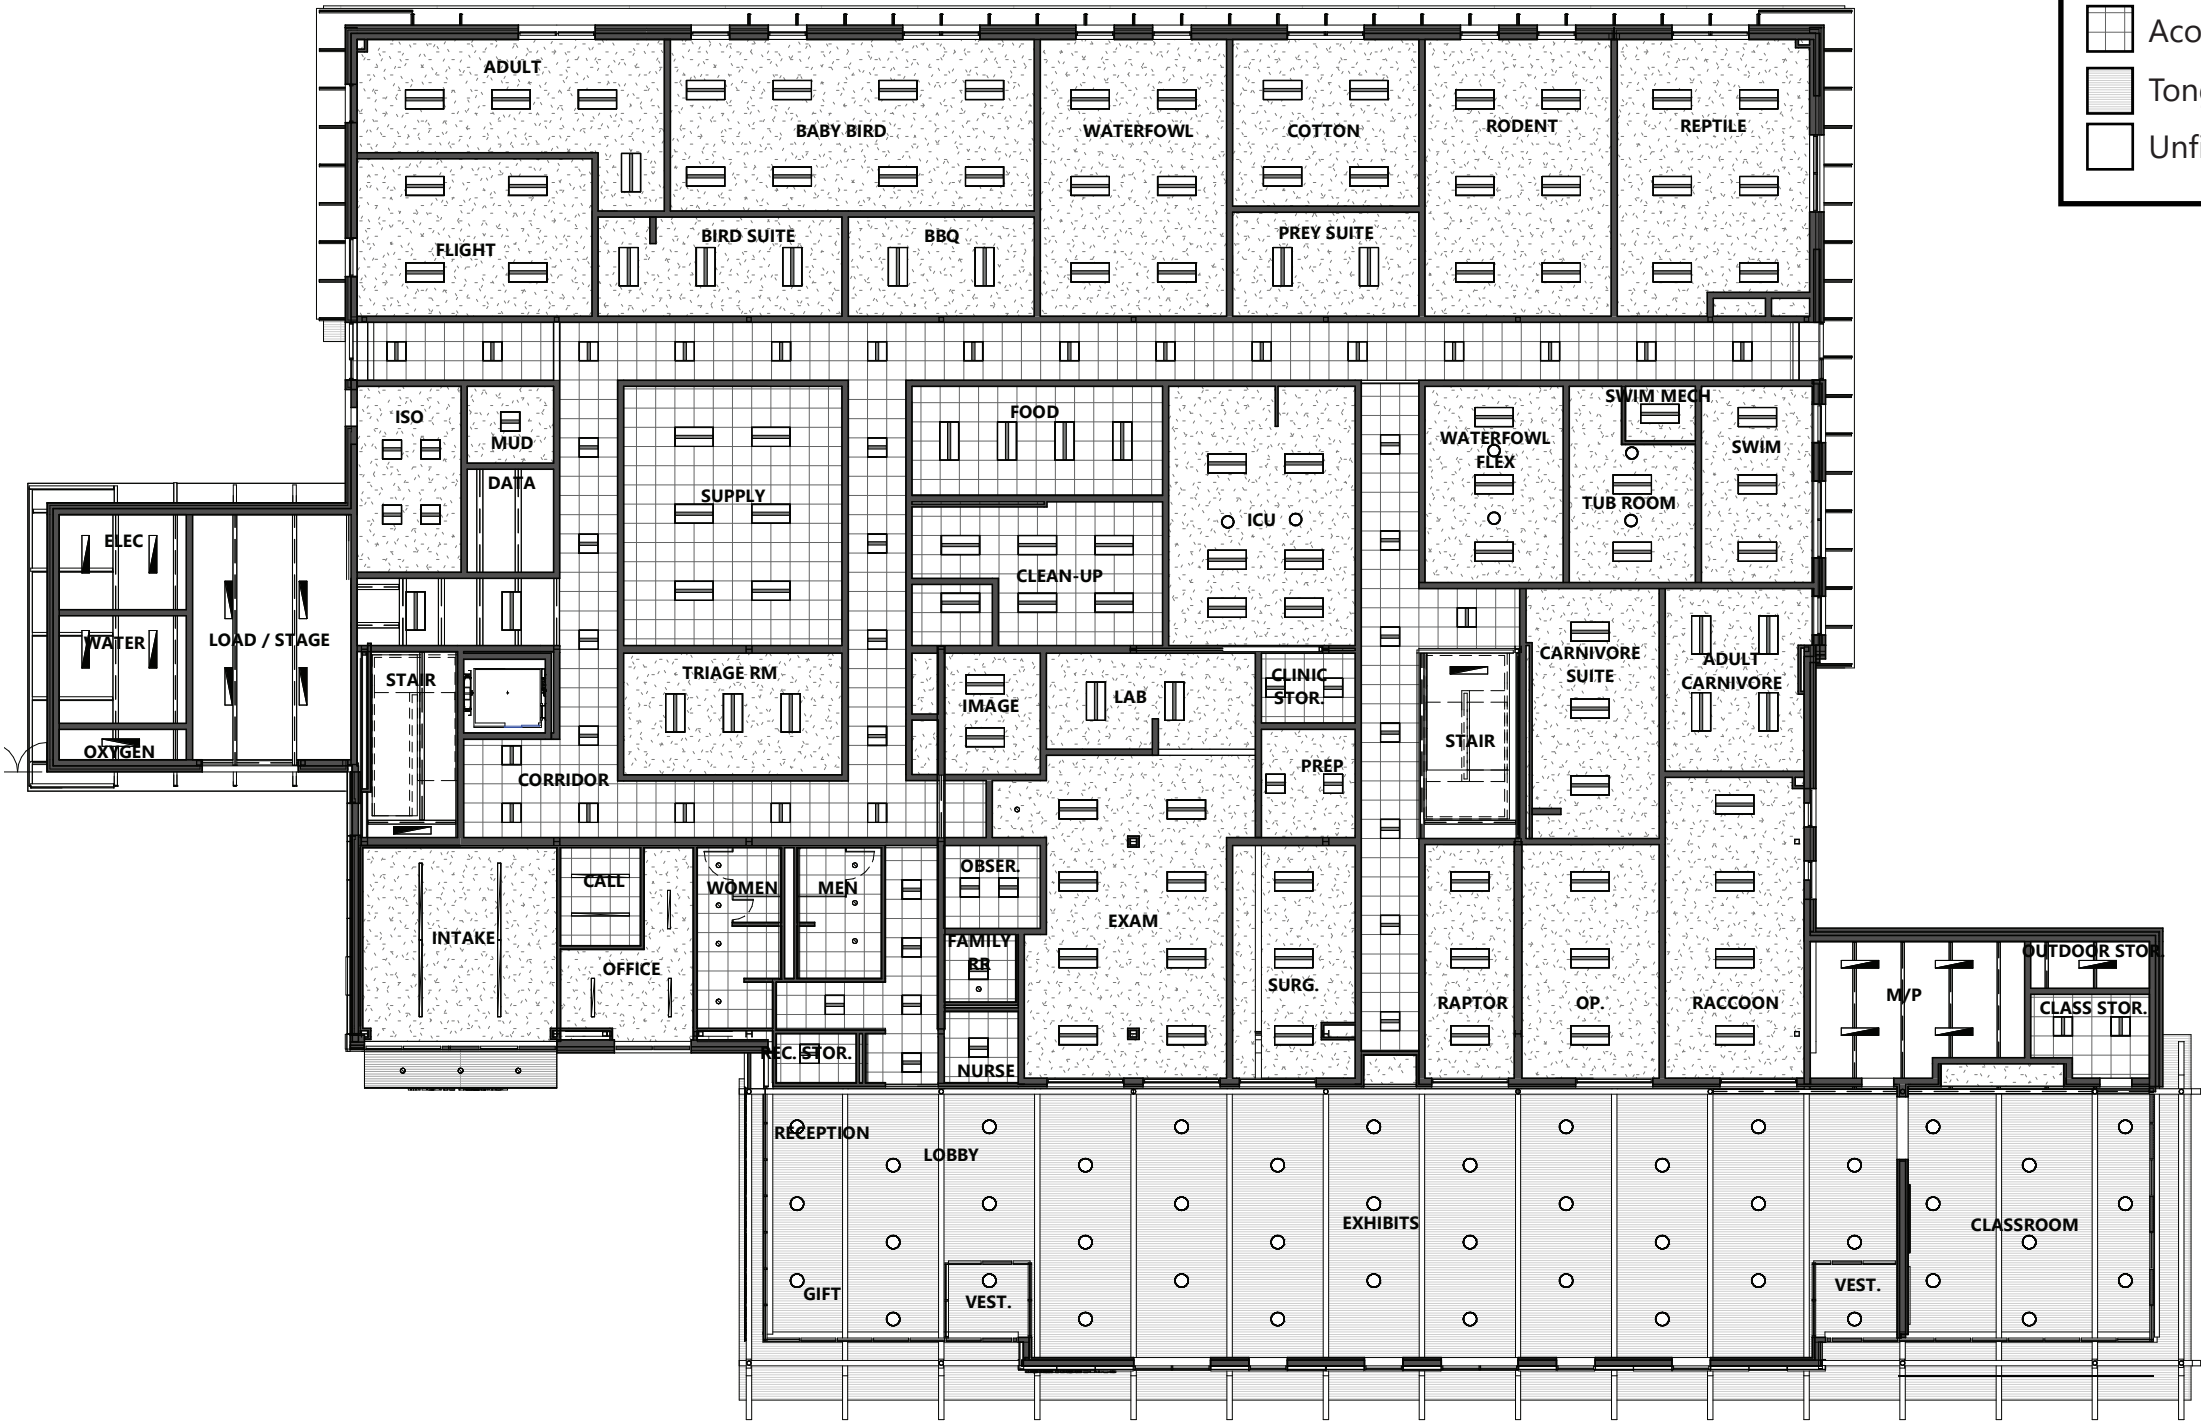 Aco
Tong
Unfi
ADULT
BABY BIRD
WATERFOWL
COTTON
RODENT
REPTILE
FLIGHT
BIRD SUITE
BBQ
PREY SUITE
ISO
MUD
DATA
SUPPLY
FOOD
CLEAN-UP
ICU
WATERFOWL
FLEX
SWIM MECH
TUB ROOM
SWIM
ELEC
WATER
OXYGEN
LOAD / STAGE
STAIR
TRIAGE RM
CORRIDOR
IMAGE
LAB
CLINIC
STOR.
PREP
STAIR
CARNIVORE
SUITE
ADULT
CARNIVORE
INTAKE
CALL
OFFICE
WOMEN
MEN
OBSER.
FAMILY
RR
NURSE
REC. STOR.
EXAM
SURG.
RAPTOR
OP.
RACCOON
M/P
OUTDOOR STOR.
CLASS STOR.
RECEPTION
LOBBY
GIFT
VEST.
EXHIBITS
VEST.
CLASSROOM